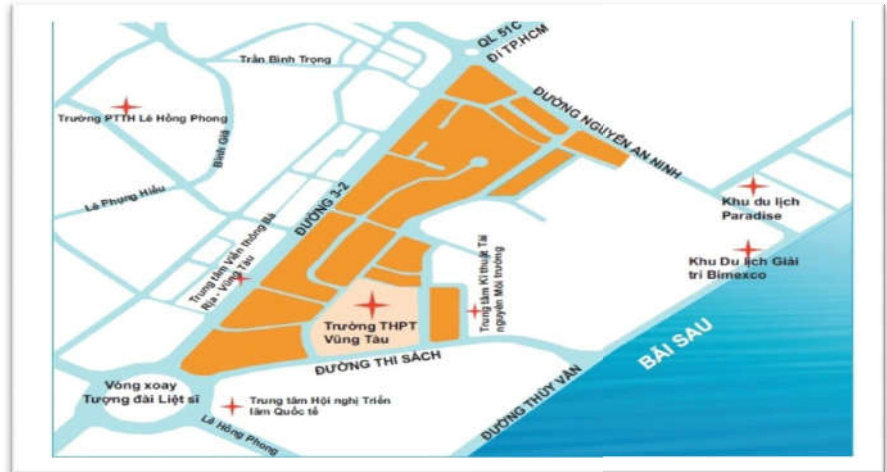 QL 51C
ĐI TP.HCM
Trần Bình Trọng
ĐƯỜNG NGUYỄN AN NINH
Trường PTTH Lê Hồng Phong
Bình Giã
Lê Phụng Hiểu
ĐƯỜNG 3-2
Khu du lịch
Paradise
Trung tâm Viễn thông Bà
Rịa - Vũng Tàu
Khu Du lịch Giải
trí Bimexco
Trung tâm Kĩ thuật Tài
nguyên Môi trường
Trường THPT
Vũng Tàu
BÃI SAU
ĐƯỜNG THI SÁCH
Vòng xoay
Tượng đài Liệt sĩ
Trung tâm Hội nghị Triển
lãm Quốc tế
ĐƯỜNG THÙY VÂN
Lê Hồng Phong